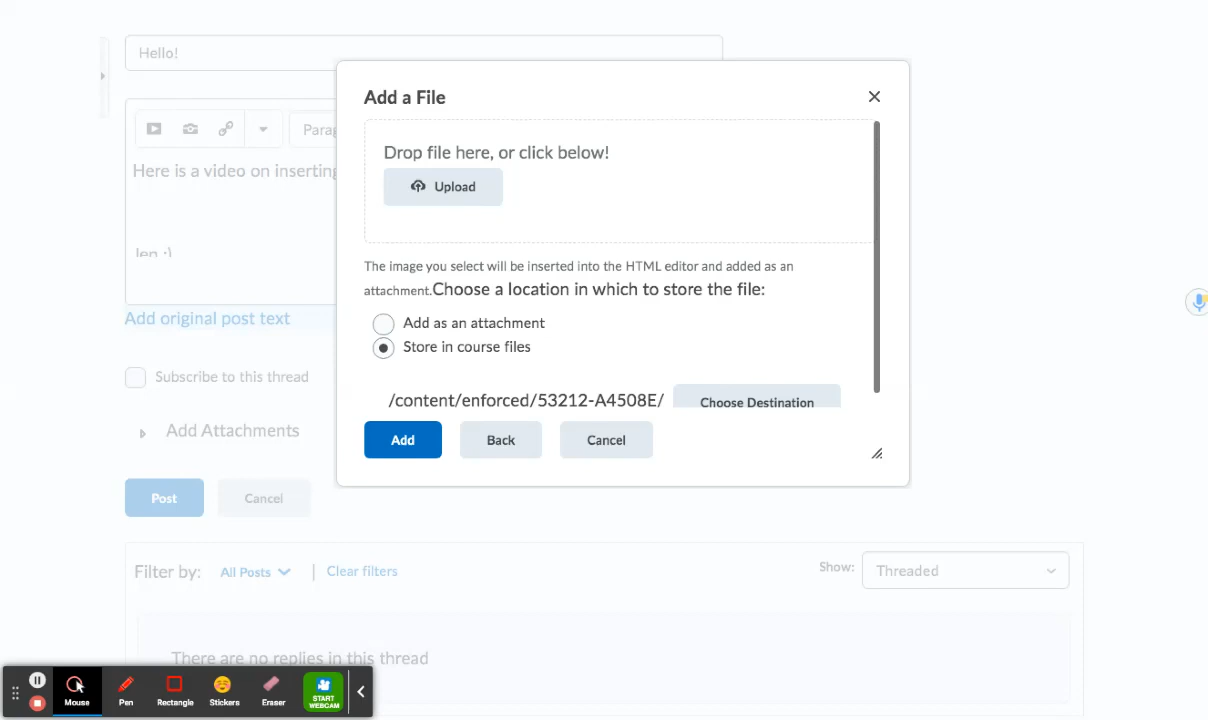 Hello!
Add a File
Parag
Drop file here, or click below!
Here is a video on inserting
Upload
len :)
The image you select will be inserted into the HTML editor and added as an
attachment.Choose a location in which to store the file:
Add original post text
Add as an attachment
Store in course files
Subscribe to this thread
/content/enforced/53212-A4508E/
Choose Destination
Add Attachments
Add
Back
Cancel
Post
Cancel
Filter by:
All Posts
|
Clear filters
Show:
Threaded
There are no replies in this thread
Mouse
Pen
Rectangle
Stickers
Eraser
START
WEBCAM